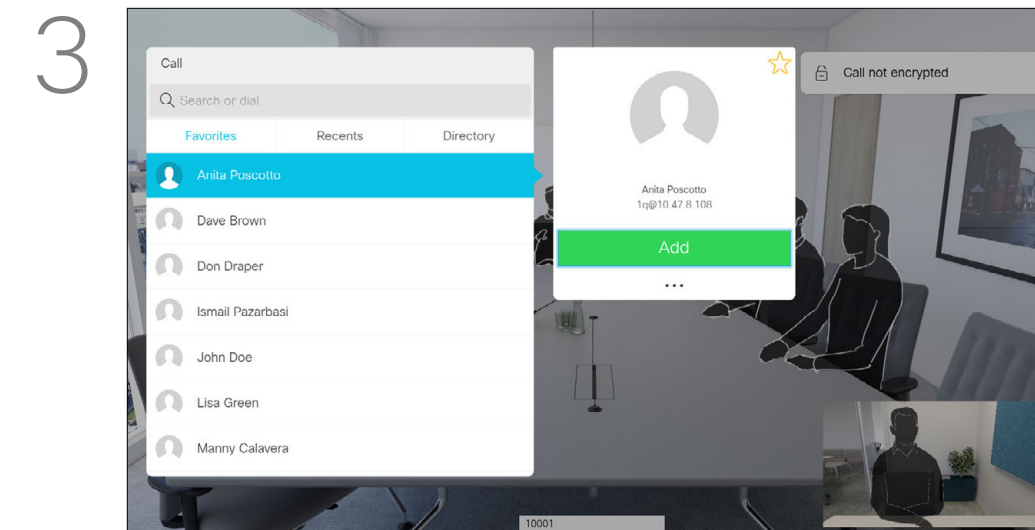 3
Call
Search or dial
Favorites Recents Directory
Anita Poscotto
Dave Brown
Don Draper
Ismail Pazarbasi
John Doe
Lisa Green
Manny Calavera
Anita Poscotto
1q@10.47.8.108
Add
...
Call not encrypted
10001